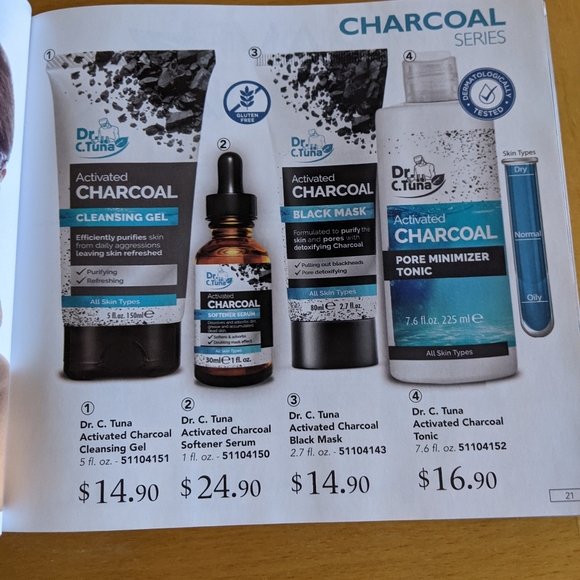 CHARCOAL
SERIES
①
Dr.
C.Tuna
Activated
CHARCOAL
CLEANSING GEL
Efficiently purifies skin
from daily aggressions
leaving skin refreshed
✓ Purifying
✓ Refreshing
All Skin Types
5 fl.oz. 150ml ℮
GLUTEN
FREE
②
Dr.
C.Tuna
Activated
CHARCOAL
SOFTENER SERUM
✓ Softens & adsorbs
All Skin Types
30ml ℮ 1 fl oz.
③
Dr.
C.Tuna
Activated
CHARCOAL
BLACK MASK
Formulated to purify the
skin and pores with
detoxifying Charcoal
✓ Pulling out blackheads
✓ Pore detoxifying
All Skin Types
80ml ℮ 2.7 fl.oz.
④
DERMATOLOGICALLY
TESTED
Dr.
C.Tuna
Activated
CHARCOAL
PORE MINIMIZER
TONIC
7.6 fl.oz. 225 ml ℮
All Skin Types
Skin Types
Dry
Normal
Oily
①
Dr. C. Tuna
Activated Charcoal
Cleansing Gel
5 fl. oz. - 51104151
$14.90
②
Dr. C. Tuna
Activated Charcoal
Softener Serum
1 fl. oz. - 51104150
$24.90
③
Dr. C. Tuna
Activated Charcoal
Black Mask
2.7 fl. oz. - 51104143
$14.90
④
Dr. C. Tuna
Activated Charcoal
Tonic
7.6 fl. oz. - 51104152
$16.90
21